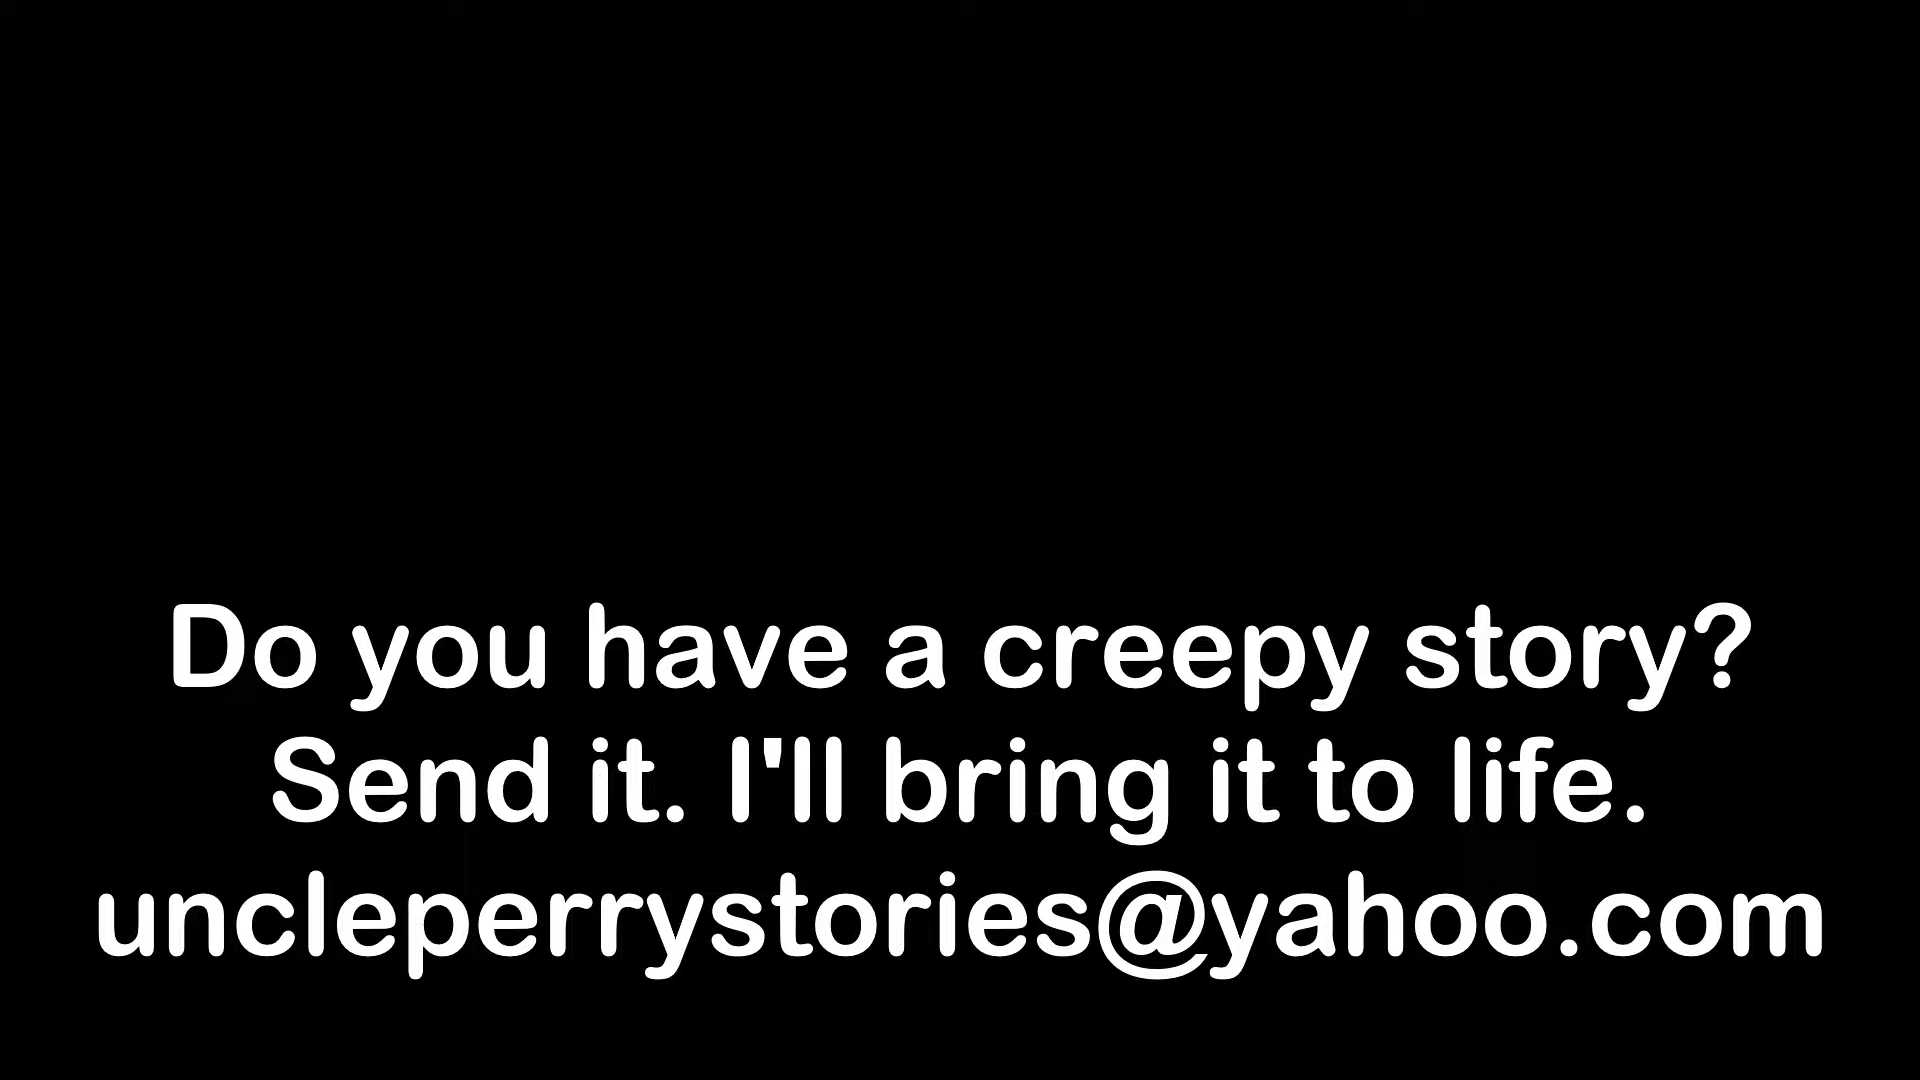 Do you have a creepy story?
Send it. I'll bring it to life.
uncleperrystories@yahoo.com